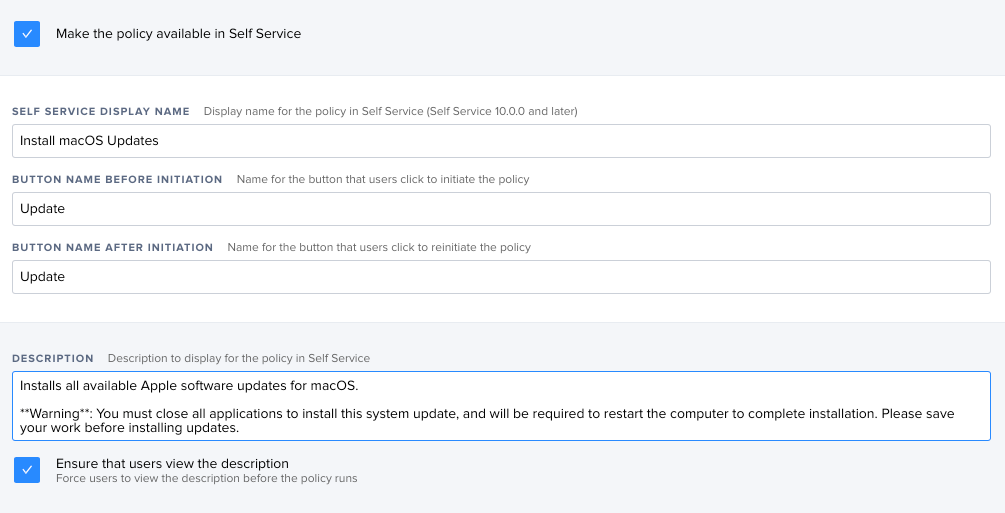 Make the policy available in Self Service
SELF SERVICE DISPLAY NAME Display name for the policy in Self Service (Self Service 10.0.0 and later)
Install macOS Updates
BUTTON NAME BEFORE INITIATION Name for the button that users click to initiate the policy
Update
BUTTON NAME AFTER INITIATION Name for the button that users click to reinitiate the policy
Update
DESCRIPTION Description to display for the policy in Self Service
Installs all available Apple software updates for macOS.
**Warning**: You must close all applications to install this system update, and will be required to restart the computer to complete installation. Please save
your work before installing updates.
Ensure that users view the description
Force users to view the description before the policy runs